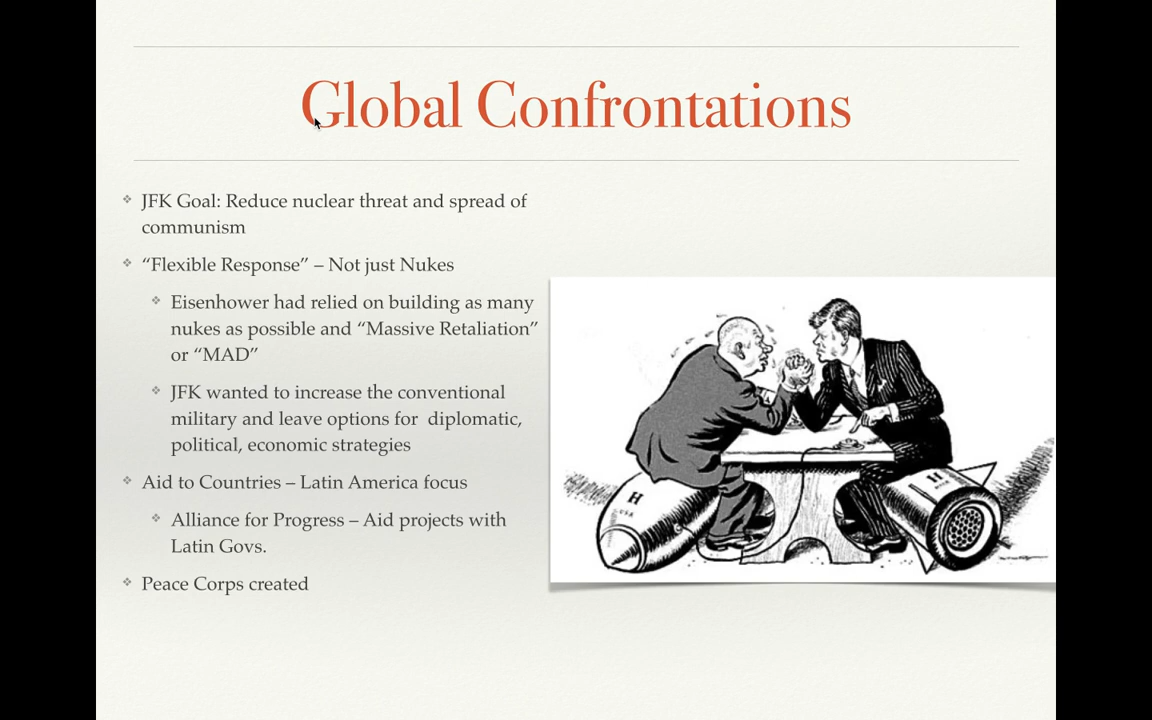 Global Confrontations
JFK Goal: Reduce nuclear threat and spread of
communism
“Flexible Response” – Not just Nukes
Eisenhower had relied on building as many
nukes as possible and “Massive Retaliation”
or “MAD”
JFK wanted to increase the conventional
military and leave options for  diplomatic,
political, economic strategies
Aid to Countries – Latin America focus
Alliance for Progress – Aid projects with
Latin Govs.
Peace Corps created
H
USA
H